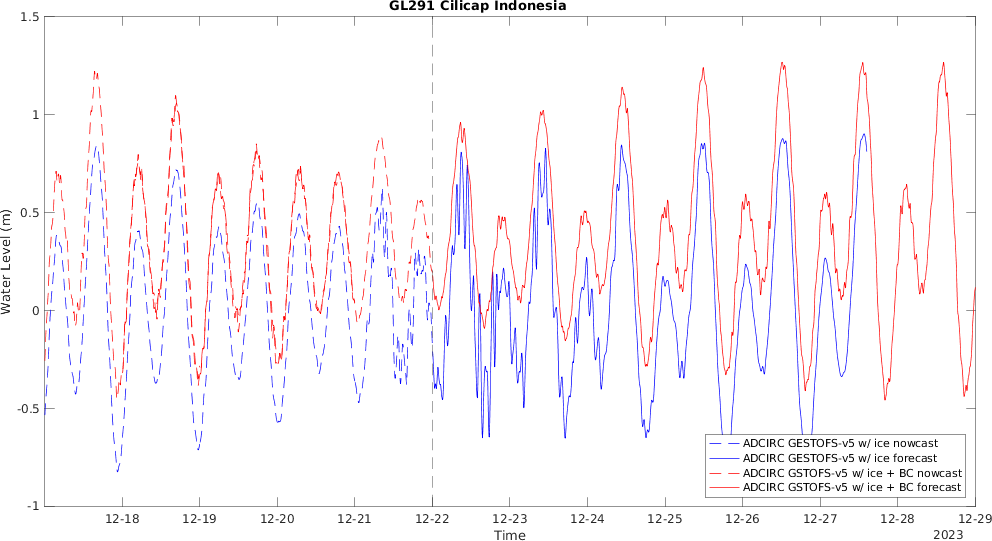 GL291 Cilicap Indonesia
1.5
1
0.5
0
-0.5
-1
Water Level (m)
ADCIRC GESTOFS-v5 w/ ice nowcast
ADCIRC GESTOFS-v5 w/ ice forecast
ADCIRC GSTOFS-v5 w/ ice + BC nowcast
ADCIRC GSTOFS-v5 w/ ice + BC forecast
12-18 12-19 12-20 12-21 12-22 12-23 12-24 12-25 12-26 12-27 12-28 12-29
Time
2023